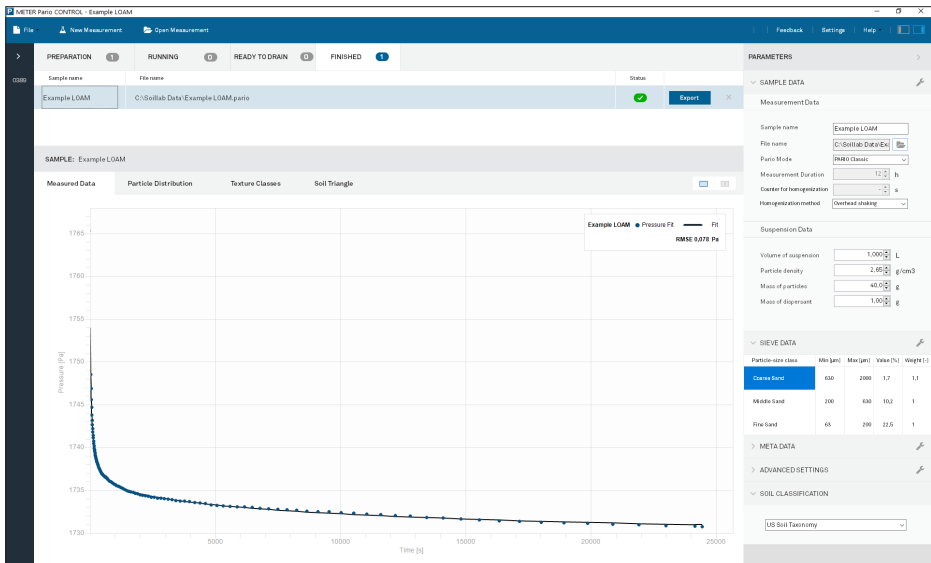 METER Pario CONTROL - Example LOAM
File New Measurement Open Measurement Feedback Settings Help
PREPARATION 1 RUNNING 0 READY TO DRAIN 0 FINISHED 1
Sample name File name Status
Example LOAM C:\Soillab Data\Example LOAM.pario Export
SAMPLE: Example LOAM
Measured Data Particle Distribution Texture Classes Soil Triangle
Example LOAM Pressure Fit Fit
RMSE 0,078 Pa
Pressure [Pa]
1765
1760
1755
1750
1745
1740
1735
1730
5000 10000 15000 20000 25000
Time [s]
PARAMETERS
SAMPLE DATA
Measurement Data
Sample name Example LOAM
File name C:\Soillab Data\Ex
Pario Mode PARIO Classic
Measurement Duration 12 h
Counter for homogenization - s
Homogenization method Overhead shaking
Suspension Data
Volume of suspension 1,000 L
Particle density 2,65 g/cm3
Mass of particles 40,0 g
Mass of dispersant 1,00 g
SIEVE DATA
Particle-size class Min [µm] Max [µm] Value [%] Weight [-]
Coarse Sand 630 2000 1,7 1,1
Middle Sand 200 630 10,2 1
Fine Sand 63 200 22,5 1
META DATA
ADVANCED SETTINGS
SOIL CLASSIFICATION
US Soil Taxonomy